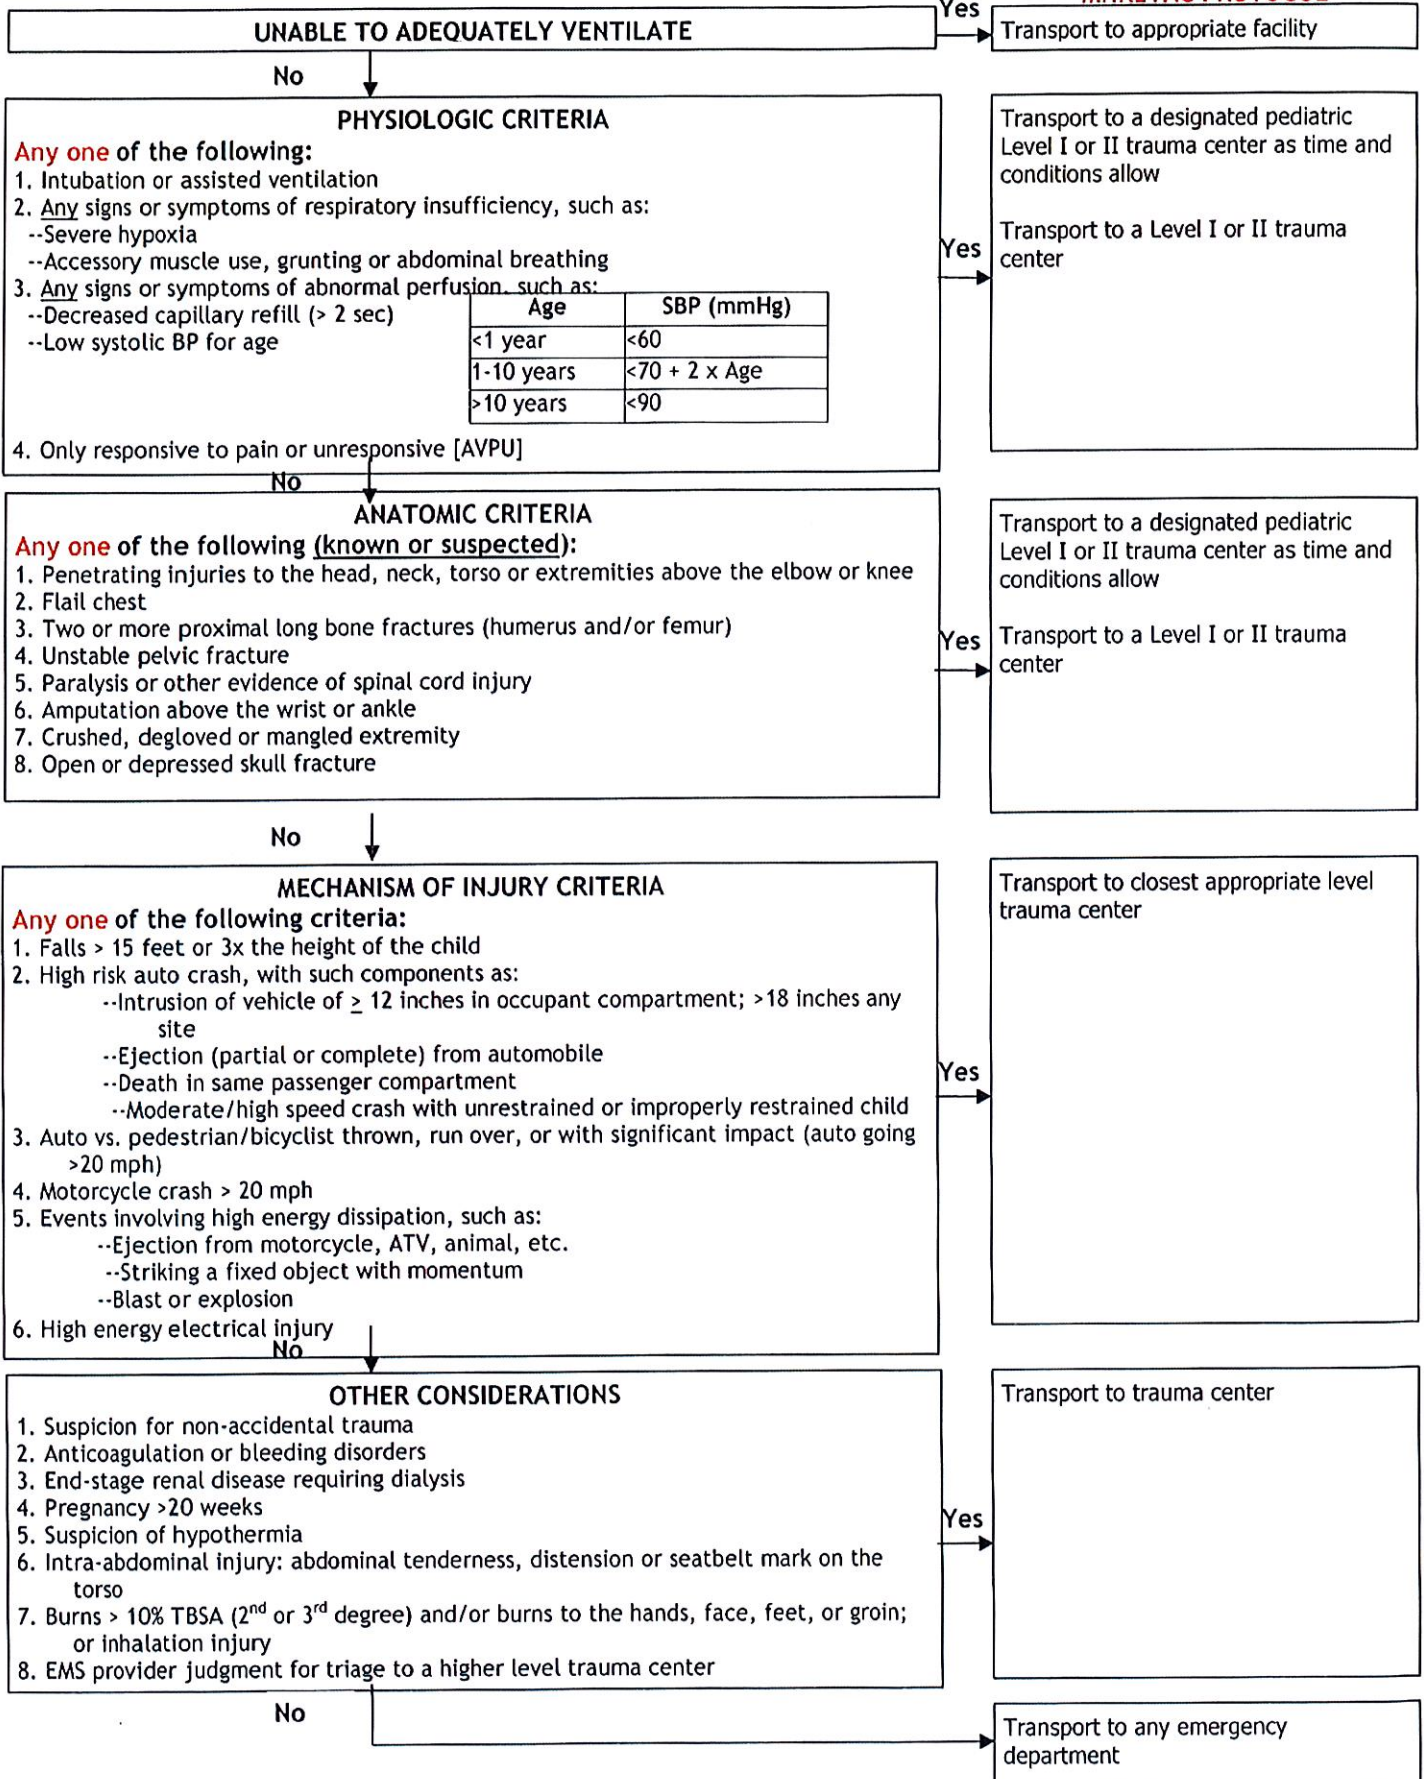 Yes
UNABLE TO ADEQUATELY VENTILATE
Transport to appropriate facility
No
PHYSIOLOGIC CRITERIA
Any one of the following:
1. Intubation or assisted ventilation
2. Any signs or symptoms of respiratory insufficiency, such as:
--Severe hypoxia
--Accessory muscle use, grunting or abdominal breathing
3. Any signs or symptoms of abnormal perfusion, such as:
--Decreased capillary refill (> 2 sec)
--Low systolic BP for age
Age SBP (mmHg)
<1 year <60
1-10 years <70 + 2 x Age
>10 years <90
4. Only responsive to pain or unresponsive [AVPU]
Yes
Transport to a designated pediatric
Level I or II trauma center as time and
conditions allow
Transport to a Level I or II trauma
center
No
ANATOMIC CRITERIA
Any one of the following (known or suspected):
1. Penetrating injuries to the head, neck, torso or extremities above the elbow or knee
2. Flail chest
3. Two or more proximal long bone fractures (humerus and/or femur)
4. Unstable pelvic fracture
5. Paralysis or other evidence of spinal cord injury
6. Amputation above the wrist or ankle
7. Crushed, degloved or mangled extremity
8. Open or depressed skull fracture
Yes
Transport to a designated pediatric
Level I or II trauma center as time and
conditions allow
Transport to a Level I or II trauma
center
No
MECHANISM OF INJURY CRITERIA
Any one of the following criteria:
1. Falls > 15 feet or 3x the height of the child
2. High risk auto crash, with such components as:
--Intrusion of vehicle of ≥ 12 inches in occupant compartment; >18 inches any
site
--Ejection (partial or complete) from automobile
--Death in same passenger compartment
--Moderate/high speed crash with unrestrained or improperly restrained child
3. Auto vs. pedestrian/bicyclist thrown, run over, or with significant impact (auto going
>20 mph)
4. Motorcycle crash > 20 mph
5. Events involving high energy dissipation, such as:
--Ejection from motorcycle, ATV, animal, etc.
--Striking a fixed object with momentum
--Blast or explosion
6. High energy electrical injury
Yes
Transport to closest appropriate level
trauma center
No
OTHER CONSIDERATIONS
1. Suspicion for non-accidental trauma
2. Anticoagulation or bleeding disorders
3. End-stage renal disease requiring dialysis
4. Pregnancy >20 weeks
5. Suspicion of hypothermia
6. Intra-abdominal injury: abdominal tenderness, distension or seatbelt mark on the
torso
7. Burns > 10% TBSA (2nd or 3rd degree) and/or burns to the hands, face, feet, or groin;
or inhalation injury
8. EMS provider judgment for triage to a higher level trauma center
Yes
Transport to trauma center
No
Transport to any emergency
department